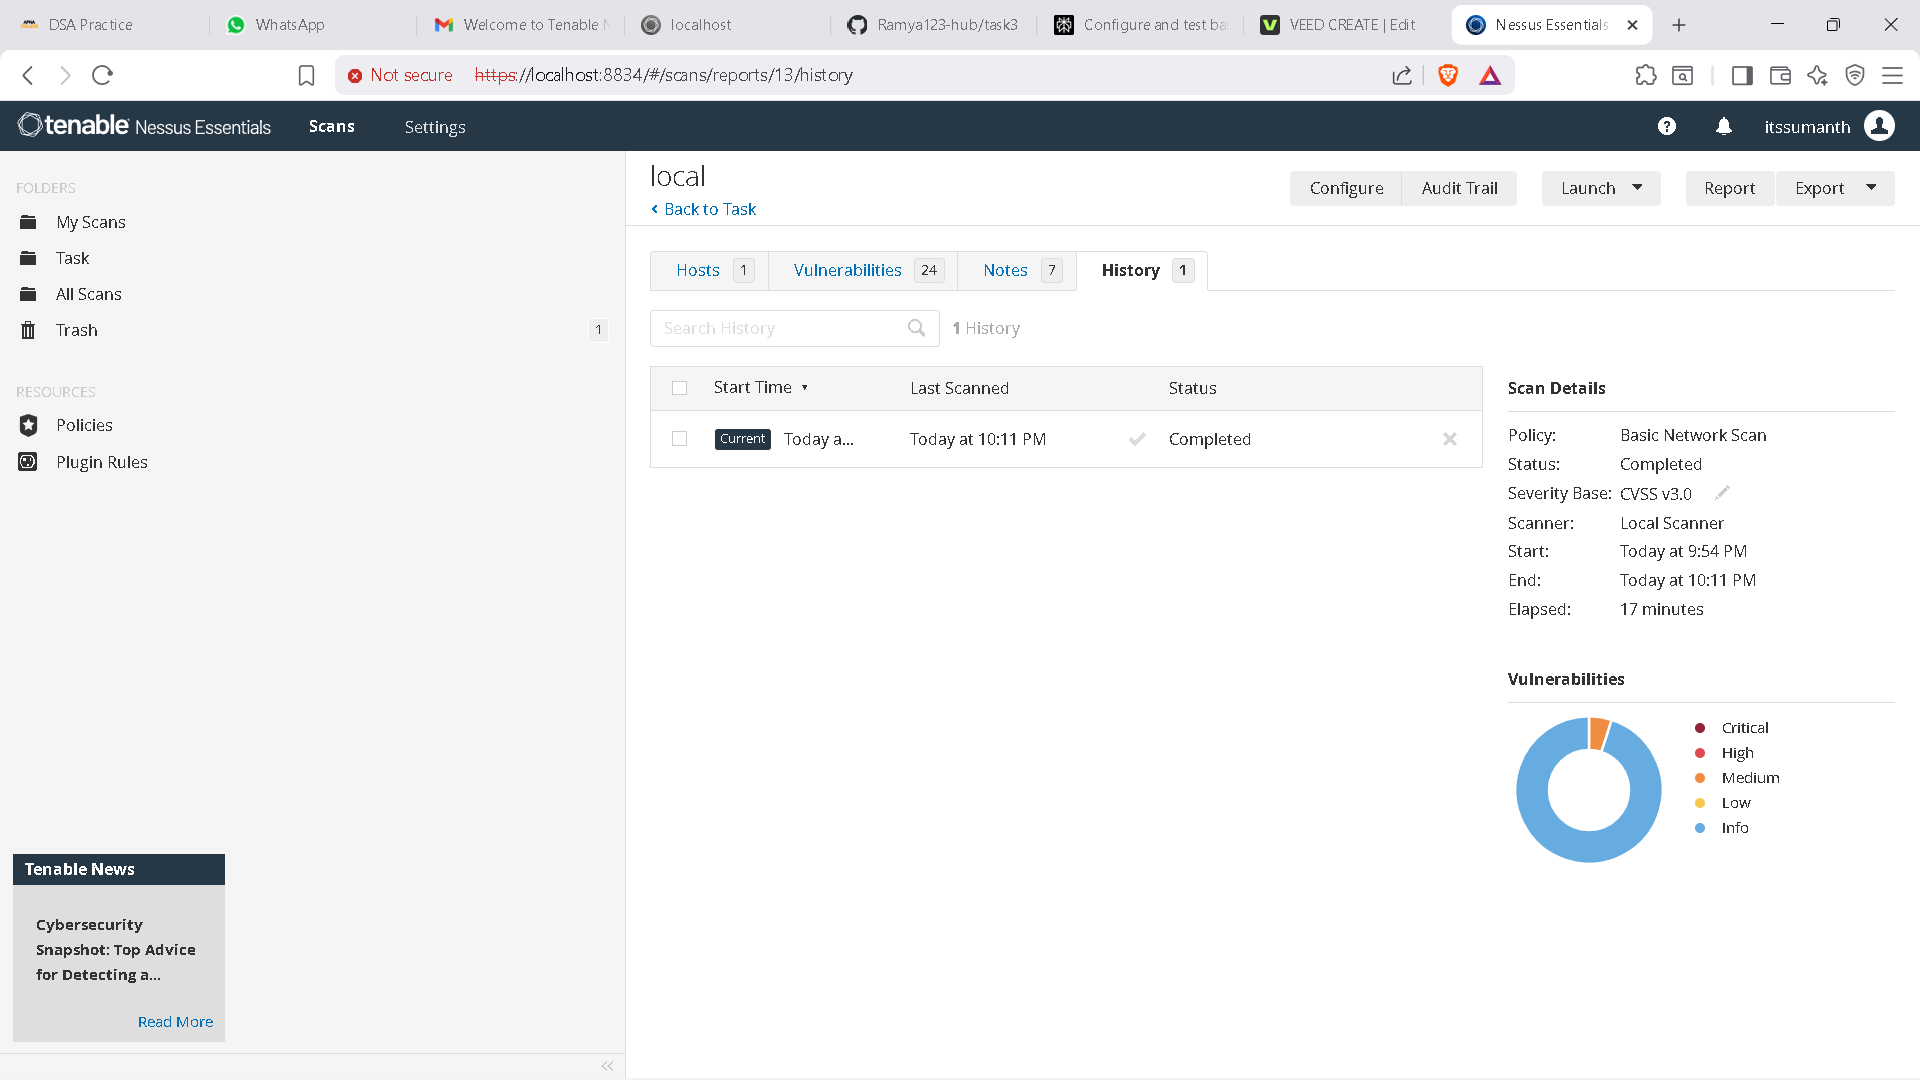 DSA Practice
WhatsApp
Welcome to Tenable N
localhost
Ramya123-hub/task3
Configure and test ba
VEED CREATE | Edit
Nessus Essentials
Not secure https://localhost:8834/#/scans/reports/13/history
tenable Nessus Essentials
Scans
Settings
itssumanth
FOLDERS
My Scans
Task
All Scans
Trash 1
RESOURCES
Policies
Plugin Rules
Tenable News
Cybersecurity
Snapshot: Top Advice
for Detecting a...
Read More
local
Back to Task
Configure
Audit Trail
Launch
Report
Export
Hosts 1
Vulnerabilities 24
Notes 7
History 1
Search History
1 History
Start Time Last Scanned Status
Current Today a... Today at 10:11 PM Completed
Scan Details
Policy: Basic Network Scan
Status: Completed
Severity Base: CVSS v3.0
Scanner: Local Scanner
Start: Today at 9:54 PM
End: Today at 10:11 PM
Elapsed: 17 minutes
Vulnerabilities
Critical
High
Medium
Low
Info